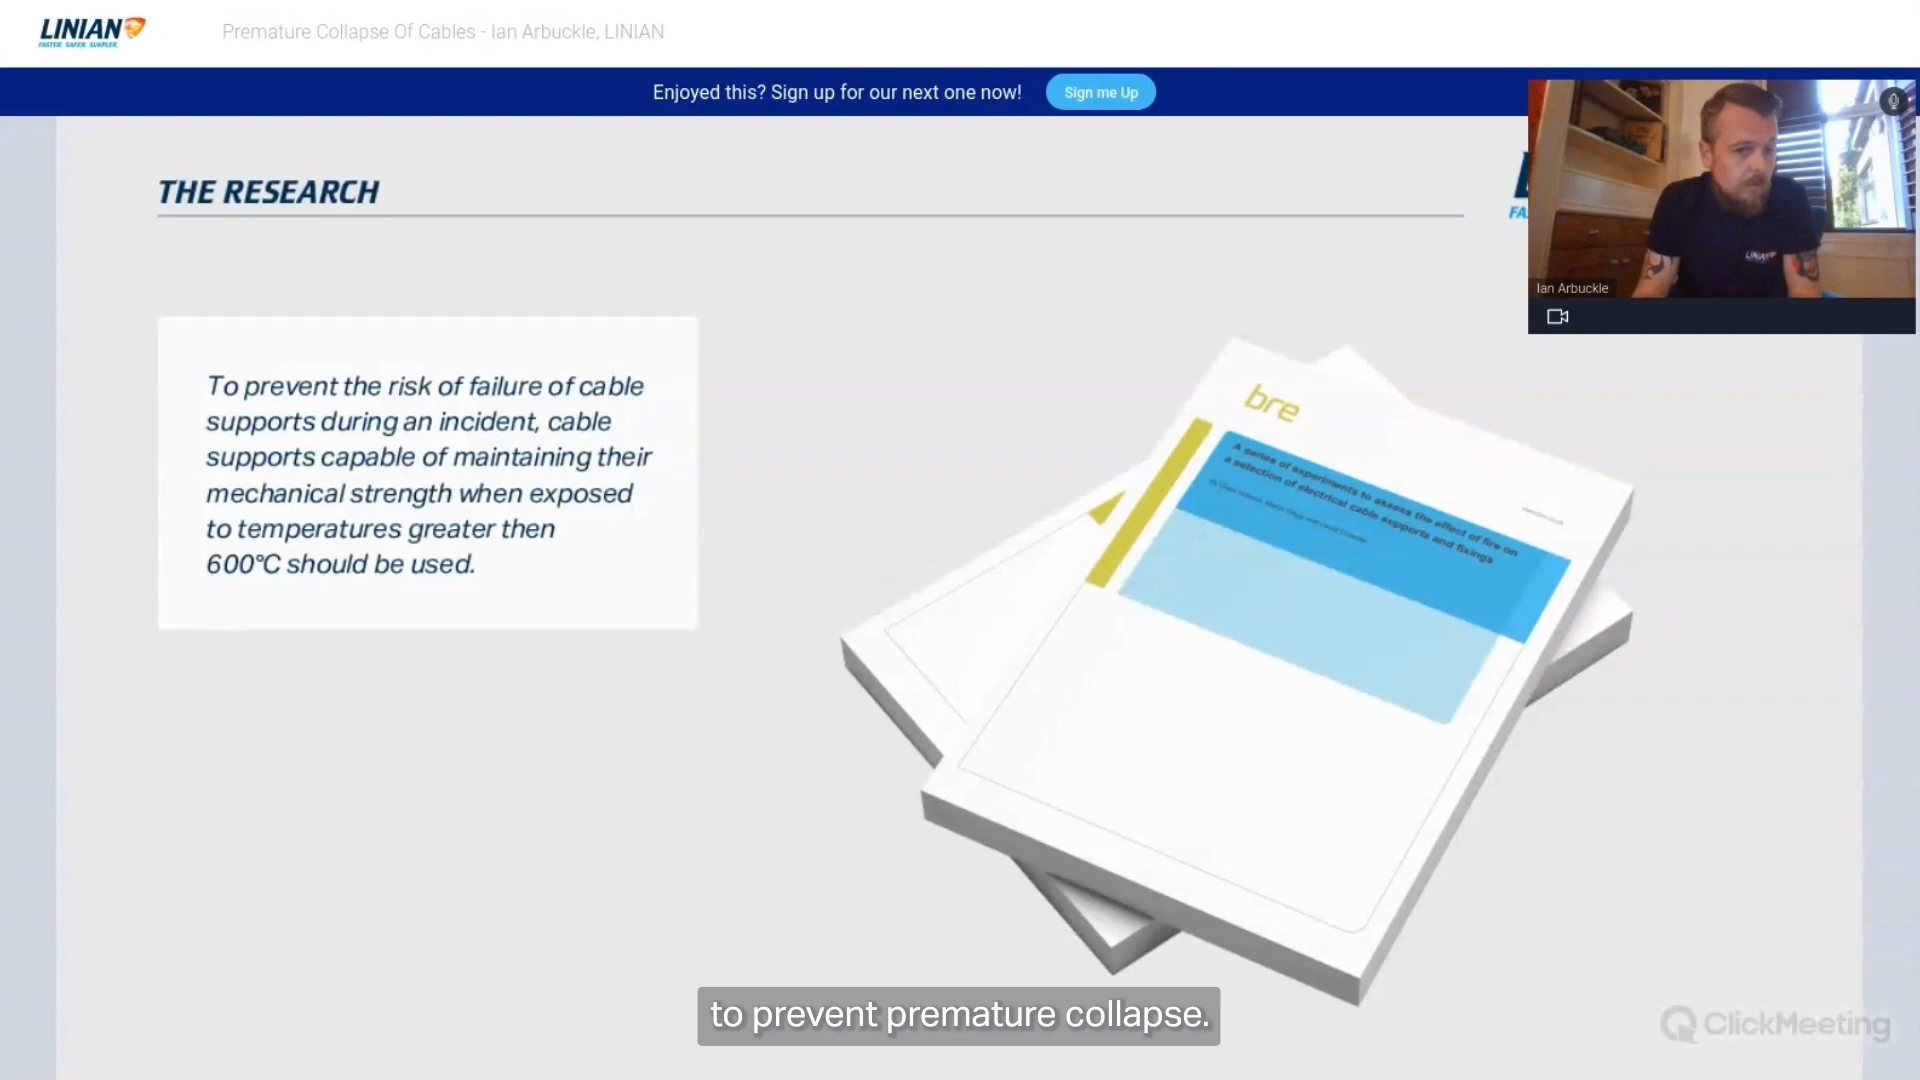 LINIAN
FASTER. SAFER. SIMPLER.
Premature Collapse Of Cables - Ian Arbuckle, LINIAN
Enjoyed this? Sign up for our next one now!
Sign me Up
THE RESEARCH
FA
LINIAN
Ian Arbuckle
To prevent the risk of failure of cable
supports during an incident, cable
supports capable of maintaining their
mechanical strength when exposed
to temperatures greater then
600°C should be used.
bre
A series of experiments to assess the effect of fire on
a selection of electrical cable supports and fixings
to prevent premature collapse.
ClickMeeting